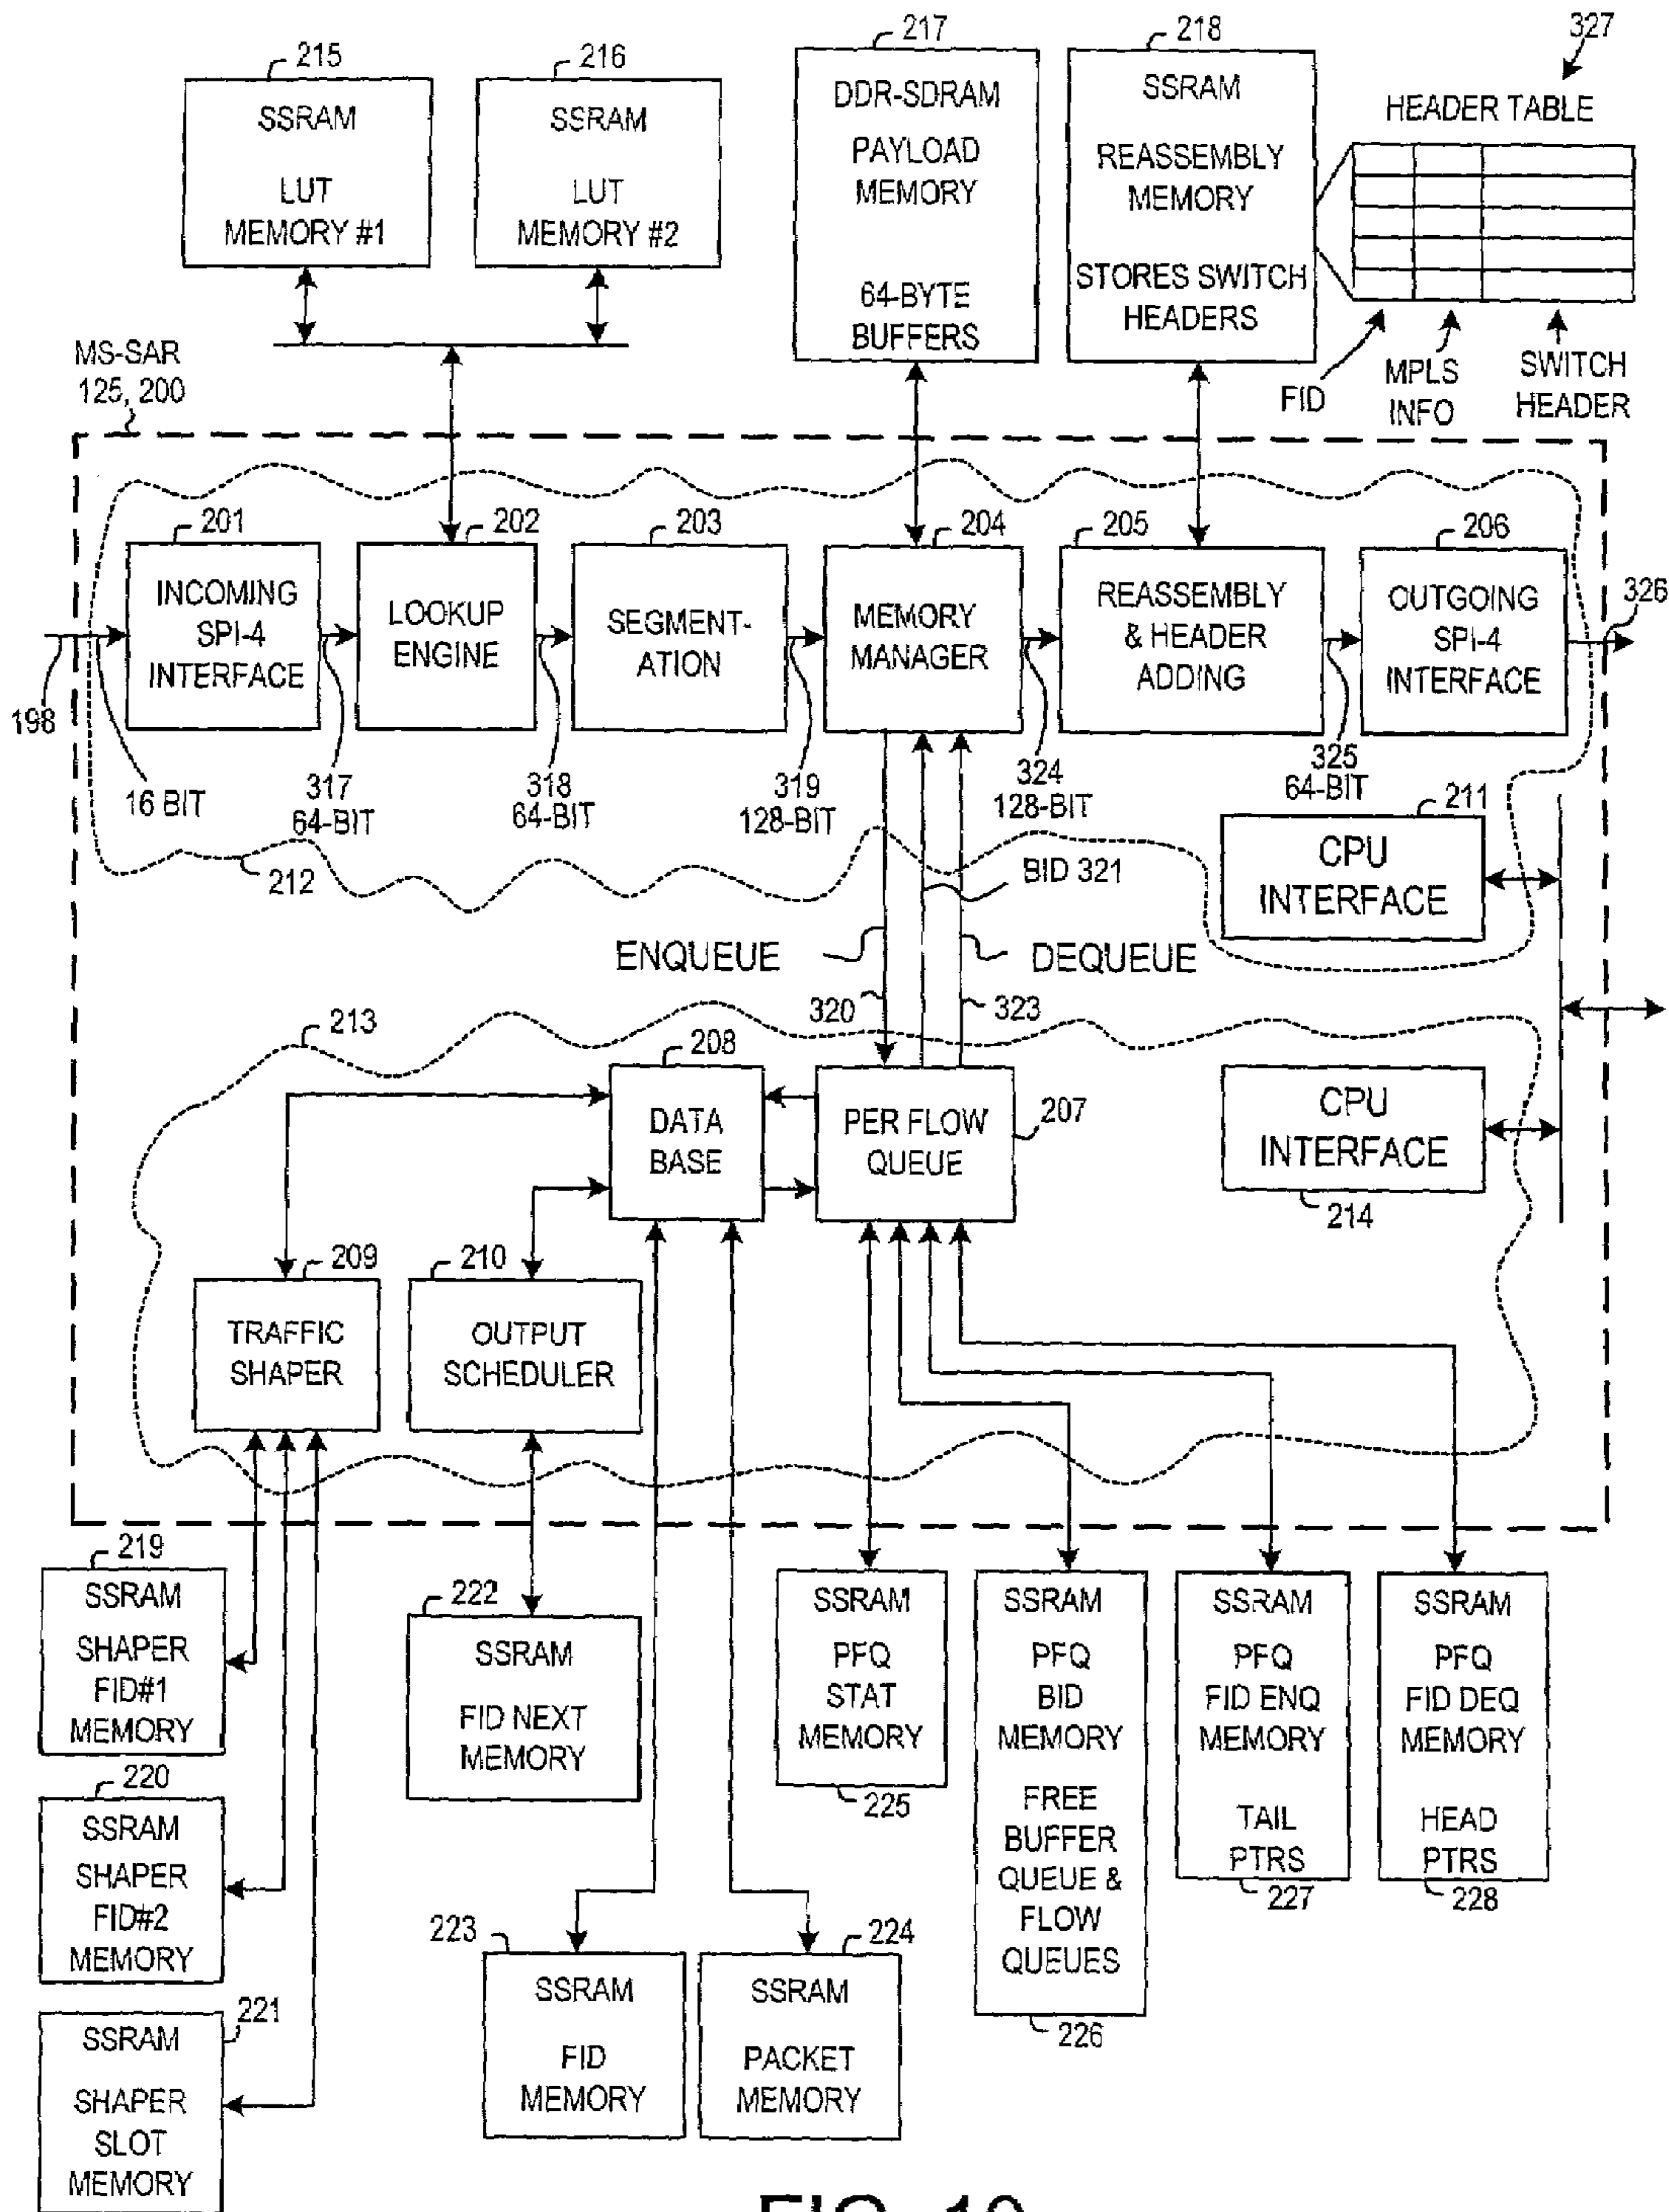 215
SSRAM
LUT
MEMORY #1
216
SSRAM
LUT
MEMORY #2
217
DDR-SDRAM
PAYLOAD
MEMORY
64-BYTE
BUFFERS
218
SSRAM
REASSEMBLY
MEMORY
STORES SWITCH
HEADERS
327
HEADER TABLE
FID
MPLS
INFO
SWITCH
HEADER
MS-SAR
125, 200
201
INCOMING
SPI-4
INTERFACE
202
LOOKUP
ENGINE
203
SEGMENT-
ATION
204
MEMORY
MANAGER
205
REASSEMBLY
& HEADER
ADDING
206
OUTGOING
SPI-4
INTERFACE
326
198
16 BIT
317
64-BIT
318
64-BIT
319
128-BIT
324
128-BIT
325
64-BIT
212
211
CPU
INTERFACE
BID 321
ENQUEUE
DEQUEUE
320
323
213
208
DATA
BASE
PER FLOW
QUEUE
207
CPU
INTERFACE
214
209
TRAFFIC
SHAPER
210
OUTPUT
SCHEDULER
219
SSRAM
SHAPER
FID#1
MEMORY
220
SSRAM
SHAPER
FID#2
MEMORY
221
SSRAM
SHAPER
SLOT
MEMORY
222
SSRAM
FID NEXT
MEMORY
223
SSRAM
FID
MEMORY
224
SSRAM
PACKET
MEMORY
SSRAM
PFQ
STAT
MEMORY
225
SSRAM
PFQ
BID
MEMORY
FREE
BUFFER
QUEUE &
FLOW
QUEUES
226
SSRAM
PFQ
FID ENQ
MEMORY
TAIL
PTRS
227
SSRAM
PFQ
FID DEQ
MEMORY
HEAD
PTRS
228